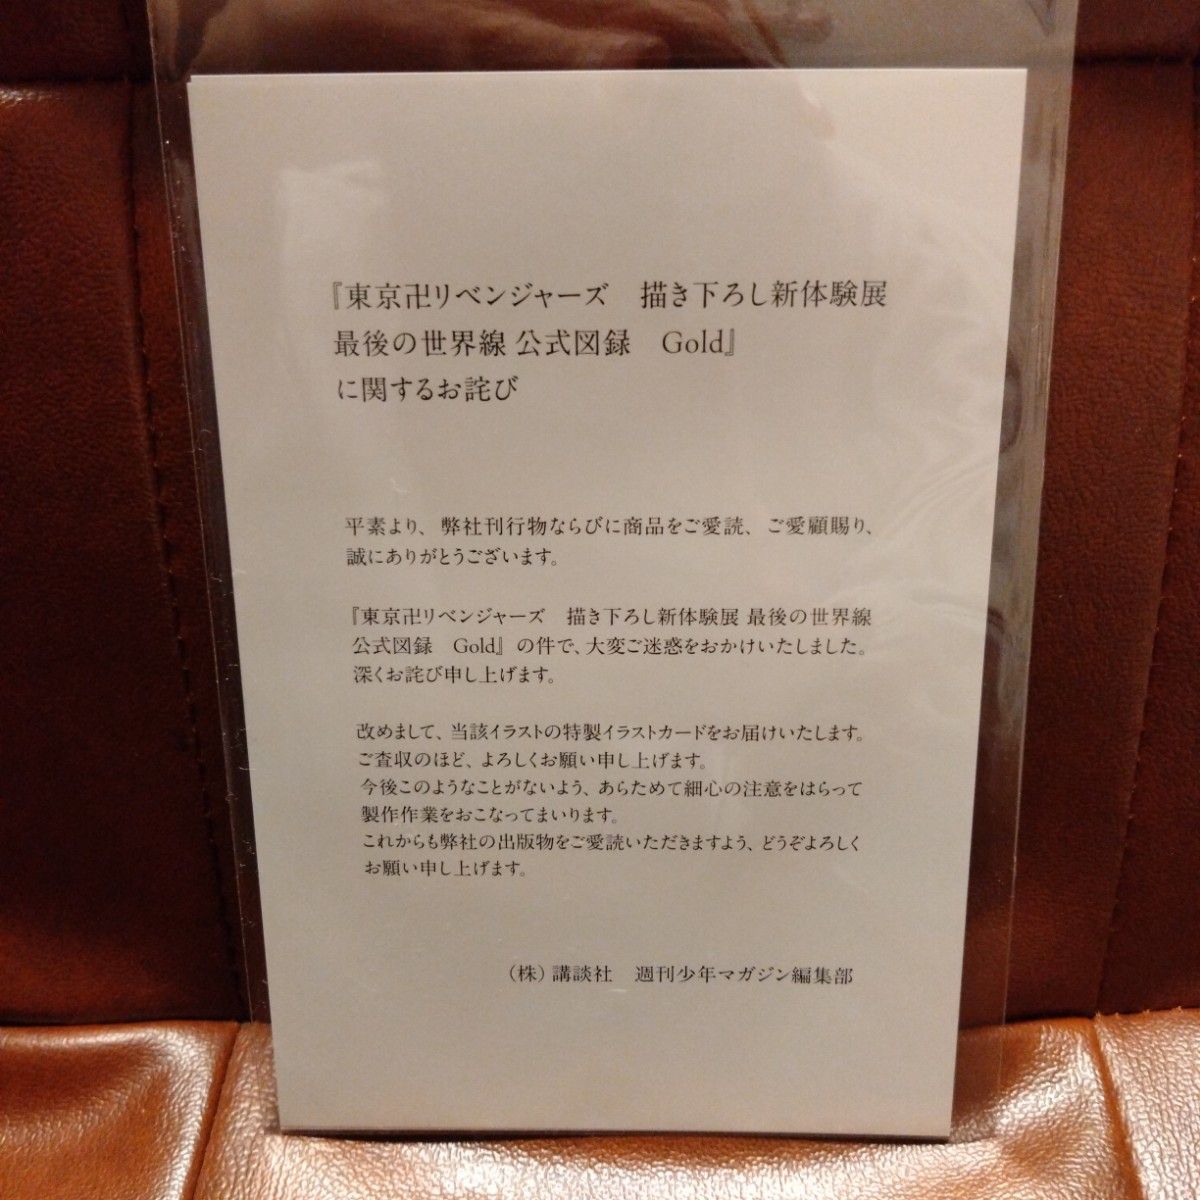 『東京卍リベンジャーズ　描き下ろし新体験展
最後の世界線 公式図録　Gold』
に関するお詫び
平素より、弊社刊行物ならびに商品をご愛読、ご愛顧賜り、
誠にありがとうございます。
『東京卍リベンジャーズ　描き下ろし新体験展 最後の世界線
公式図録　Gold』の件で、大変ご迷惑をおかけいたしました。
深くお詫び申し上げます。
改めまして、当該イラストの特製イラストカードをお届けいたします。
ご査収のほど、よろしくお願い申し上げます。
今後このようなことがないよう、あらためて細心の注意をはらって
製作作業をおこなってまいります。
これからも弊社の出版物をご愛読いただきますよう、どうぞよろしく
お願い申し上げます。
（株）講談社　週刊少年マガジン編集部